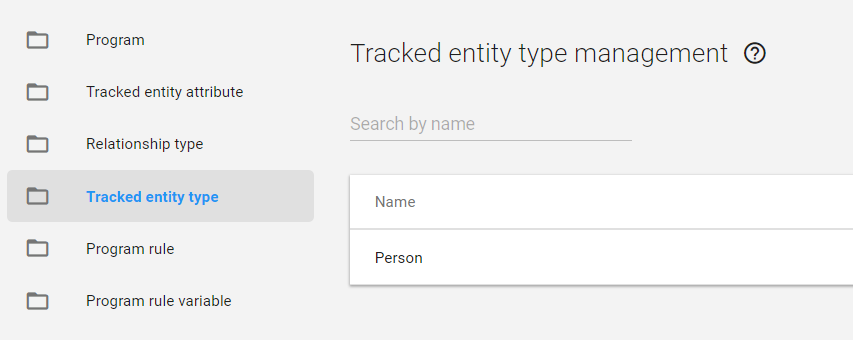 Program
Tracked entity attribute
Relationship type
Tracked entity type
Program rule
Program rule variable
Tracked entity type management
Search by name
Name
Person